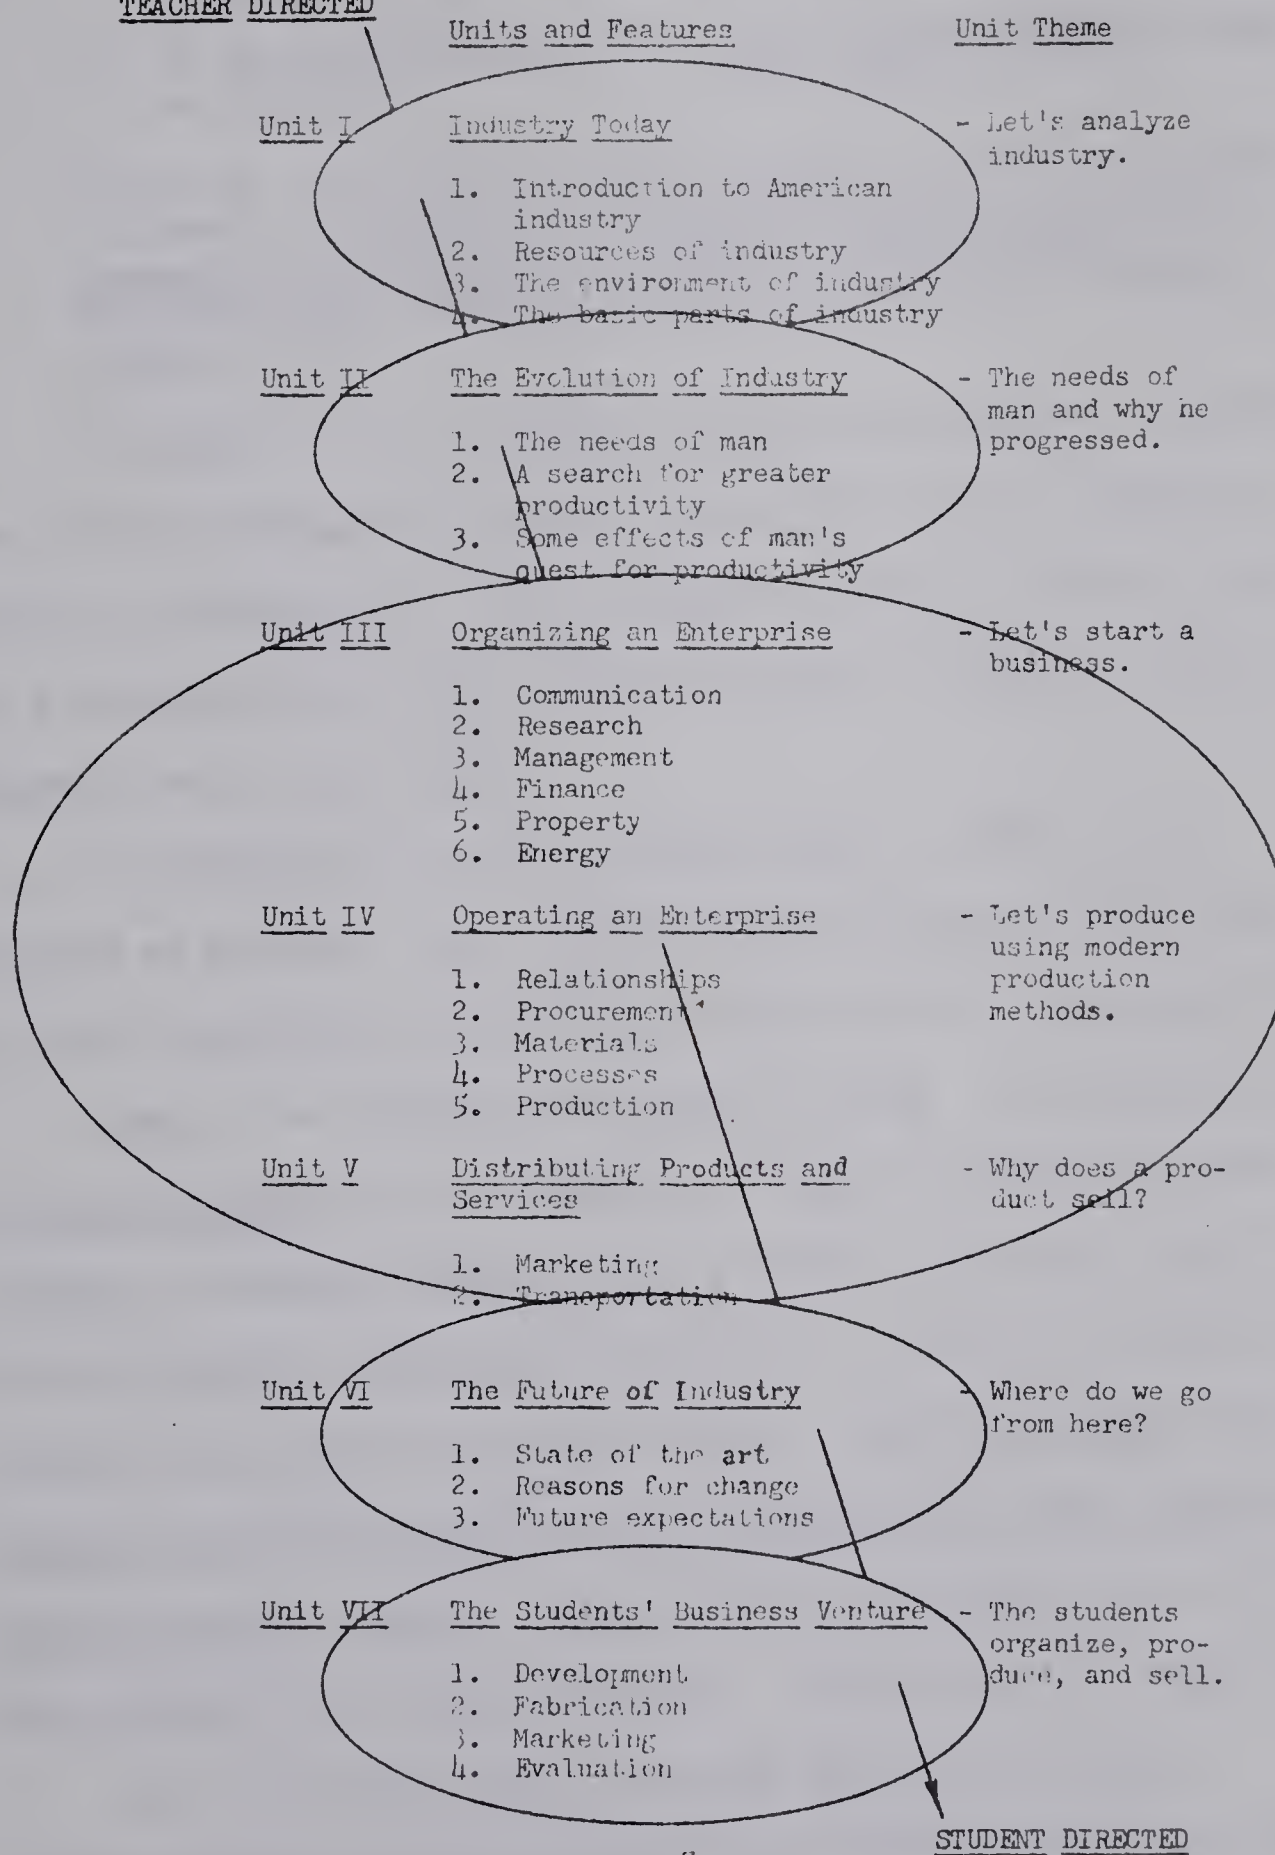 TEACHER DIRECTED
Units and Features Unit Theme
Unit I Industry Today - Let's analyze
industry.
1. Introduction to American
industry
2. Resources of industry
3. The environment of industry
4. The basic parts of industry
Unit II The Evolution of Industry - The needs of
man and why he
progressed.
1. The needs of man
2. A search for greater
productivity
3. Some effects of man's
quest for productivity
Unit III Organizing an Enterprise - Let's start a
business.
1. Communication
2. Research
3. Management
4. Finance
5. Property
6. Energy
Unit IV Operating an Enterprise - Let's produce
using modern
production
methods.
1. Relationships
2. Procurement
3. Materials
4. Processes
5. Production
Unit V Distributing Products and - Why does a pro-
Services duct sell?
1. Marketing
2. Transportation
Unit VI The Future of Industry - Where do we go
from here?
1. State of the art
2. Reasons for change
3. Future expectations
Unit VII The Students' Business Venture - The students
organize, pro-
duce, and sell.
1. Development
2. Fabrication
3. Marketing
4. Evaluation
STUDENT DIRECTED